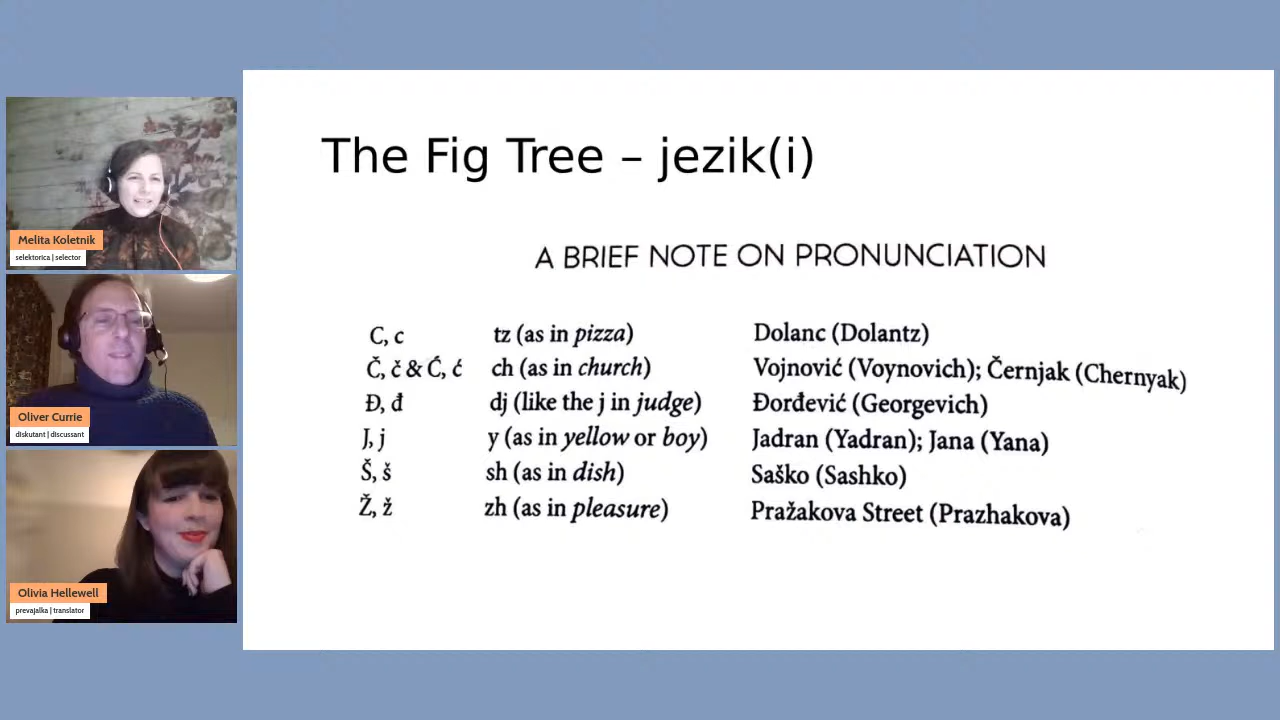 Melita Koletnik
selektorica | selector
Oliver Currie
diskutant | discussant
Olivia Hellewell
prevajalka | translator
The Fig Tree – jezik(i)
A BRIEF NOTE ON PRONUNCIATION
C, c tz (as in pizza) Dolanc (Dolantz)
Č, č & Ć, ć ch (as in church) Vojnović (Voynovich); Černjak (Chernyak)
Đ, đ dj (like the j in judge) Đorđević (Georgevich)
J, j y (as in yellow or boy) Jadran (Yadran); Jana (Yana)
Š, š sh (as in dish) Saško (Sashko)
Ž, ž zh (as in pleasure) Pražakova Street (Prazhakova)